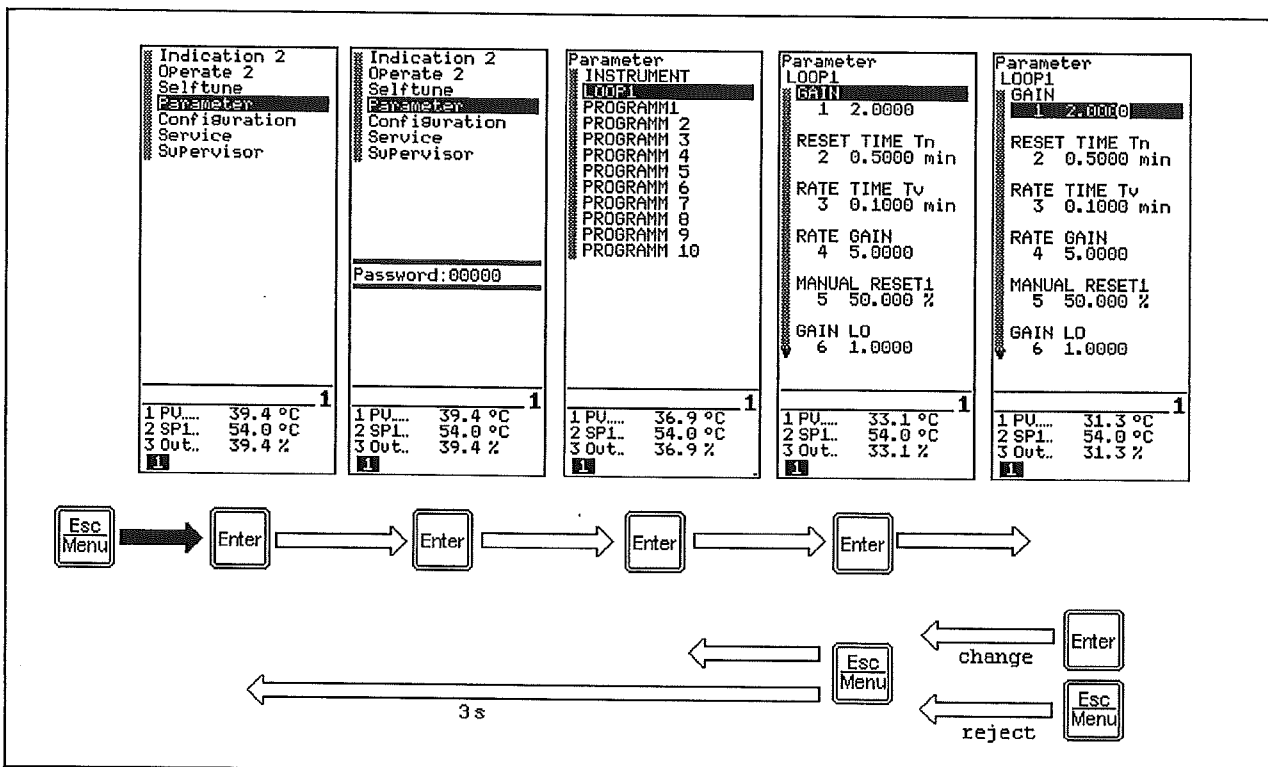 Indication 2
Operate 2
Selftune
Parameter
Configuration
Service
Supervisor
1
1 PV..... 39.4 °C
2 SP1.. 54.0 °C
3 Out.. 39.4 %
1
Indication 2
Operate 2
Selftune
Parameter
Configuration
Service
Supervisor
Password:00000
1
1 PV..... 39.4 °C
2 SP1.. 54.0 °C
3 Out.. 39.4 %
1
Parameter
INSTRUMENT
LOOP1
PROGRAMM1
PROGRAMM 2
PROGRAMM 3
PROGRAMM 4
PROGRAMM 5
PROGRAMM 6
PROGRAMM 7
PROGRAMM 8
PROGRAMM 9
PROGRAMM 10
1
1 PV..... 36.9 °C
2 SP1.. 54.0 °C
3 Out.. 36.9 %
1
Parameter
LOOP1
GAIN
1 2.0000
RESET TIME Tn
2 0.5000 min
RATE TIME Tv
3 0.1000 min
RATE GAIN
4 5.0000
MANUAL RESET1
5 50.000 %
GAIN LO
6 1.0000
1
1 PV..... 33.1 °C
2 SP1.. 54.0 °C
3 Out.. 33.1 %
1
Parameter
LOOP1
GAIN
1 2.0000
RESET TIME Tn
2 0.5000 min
RATE TIME Tv
3 0.1000 min
RATE GAIN
4 5.0000
MANUAL RESET1
5 50.000 %
GAIN LO
6 1.0000
1
1 PV..... 31.3 °C
2 SP1.. 54.0 °C
3 Out.. 31.3 %
1
Esc
Menu
Enter
Enter
Enter
Enter
change
Enter
Esc
Menu
3s
reject
Esc
Menu